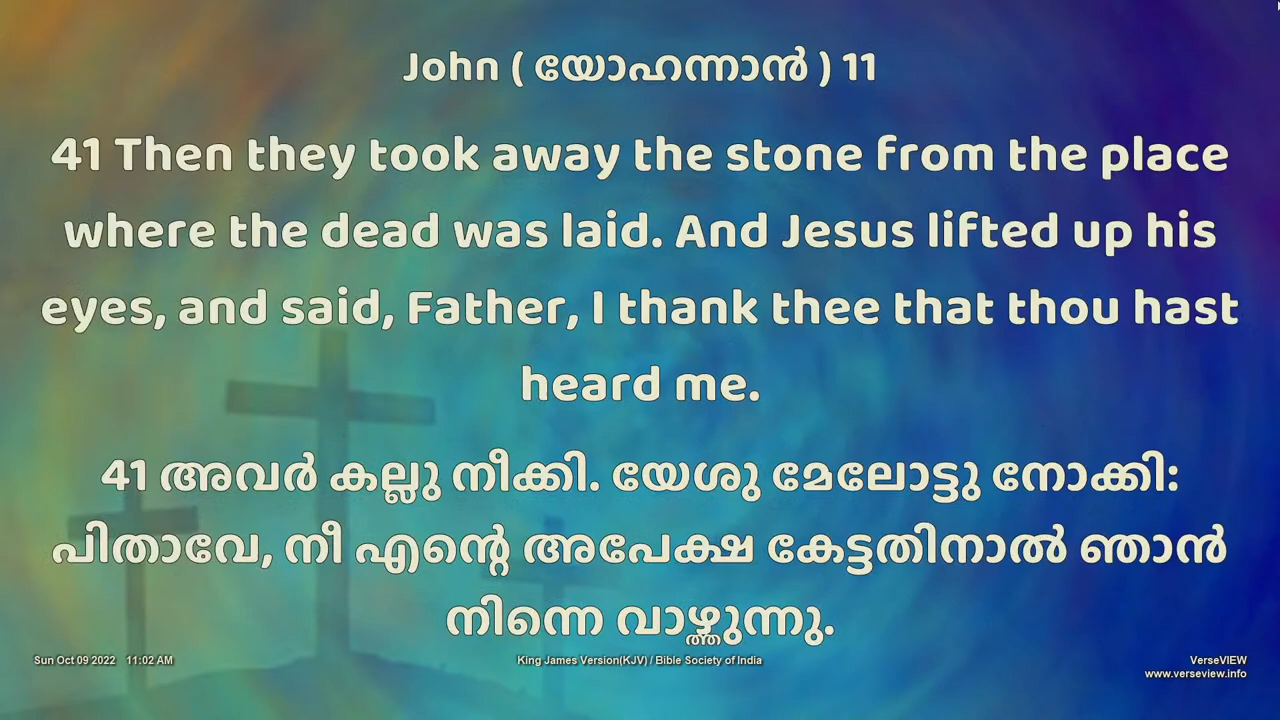 John ( യോഹന്നാൻ ) 11
41 Then they took away the stone from the place
where the dead was laid. And Jesus lifted up his
eyes, and said, Father, I thank thee that thou hast
heard me.
41 അവർ കല്ലു നീക്കി. യേശു മേലോട്ടു നോക്കി:
പിതാവേ, നീ എന്റെ അപേക്ഷ കേട്ടതിനാൽ ഞാൻ
നിന്നെ വാഴ്ത്തുന്നു.
Sun Oct 09 2022 11:02 AM
King James Version(KJV) / Bible Society of India
VerseVIEW
www.verseview.info